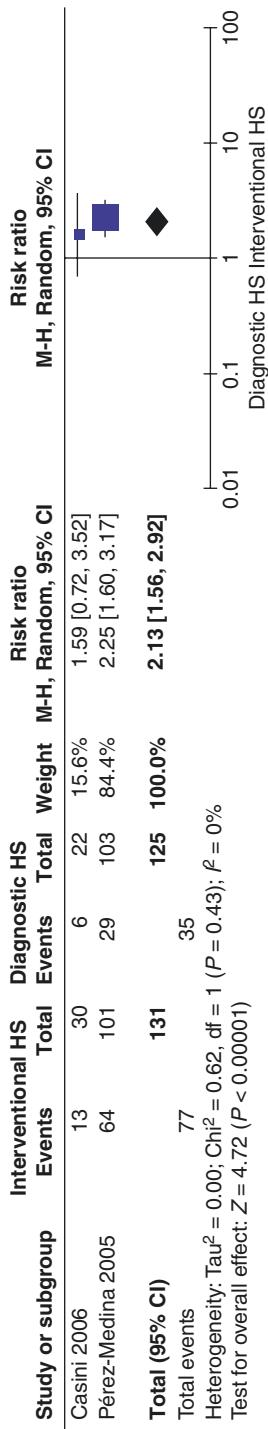 Interventional HS Diagnostic HS Risk ratio Risk ratio
Study or subgroup Events Total Events Total Weight M-H, Random, 95% CI M-H, Random, 95% CI
Casini 2006 13 30 6 22 15.6% 1.59 [0.72, 3.52]
Pérez-Medina 2005 64 101 29 103 84.4% 2.25 [1.60, 3.17]
Total (95% CI) 131 125 100.0% 2.13 [1.56, 2.92]
Total events 77 35
Heterogeneity: Tau² = 0.00; Chi² = 0.62, df = 1 (P = 0.43); I² = 0%
Test for overall effect: Z = 4.72 (P < 0.00001)
0.01 0.1 1 10 100
Diagnostic HS Interventional HS